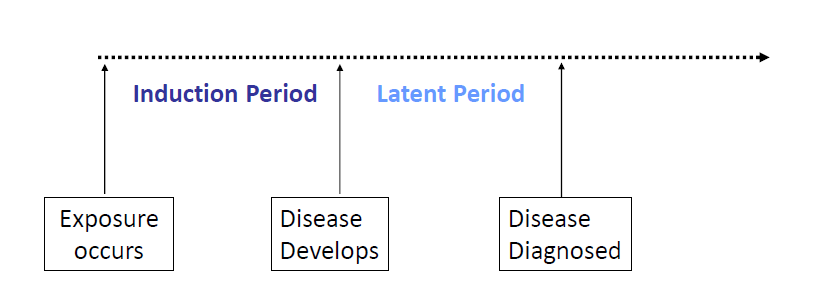 Induction Period
Latent Period
Exposure
occurs
Disease
Develops
Disease
Diagnosed